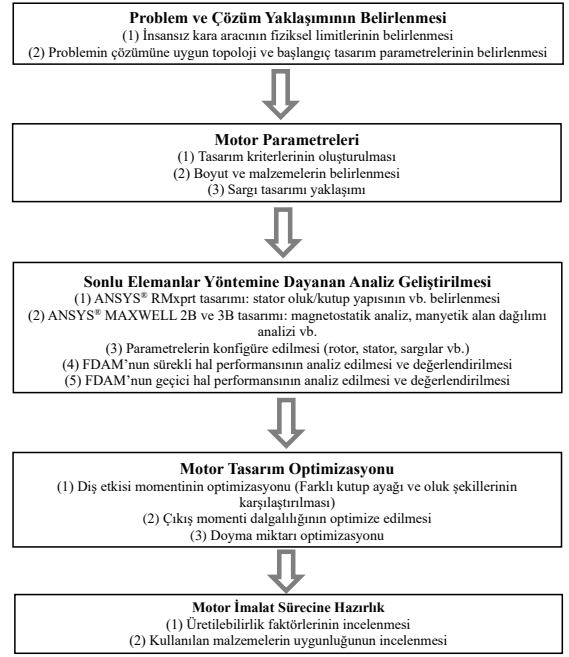 Problem ve Çözüm Yaklaşımının Belirlenmesi
(1) İnsansız kara aracının fiziksel limitlerinin belirlenmesi
(2) Problemin çözümüne uygun topoloji ve başlangıç tasarım parametrelerinin belirlenmesi
Motor Parametreleri
(1) Tasarım kriterlerinin oluşturulması
(2) Boyut ve malzemelerin belirlenmesi
(3) Sargı tasarımı yaklaşımı
Sonlu Elemanlar Yöntemine Dayanan Analiz Geliştirilmesi
(1) ANSYS® RMxprt tasarımı: stator oluk/kutup yapısının vb. belirlenmesi
(2) ANSYS® MAXWELL 2B ve 3B tasarımı: magnetostatik analiz, manyetik alan dağılımı
analizi vb.
(3) Parametrelerin konfigüre edilmesi (rotor, stator, sargılar vb.)
(4) FDAM’nun sürekli hal performansının analiz edilmesi ve değerlendirilmesi
(5) FDAM’nun geçici hal performansının analiz edilmesi ve değerlendirilmesi
Motor Tasarım Optimizasyonu
(1) Diş etkisi momentinin optimizasyonu (Farklı kutup ayağı ve oluk şekillerinin
karşılaştırılması)
(2) Çıkış momenti dalgalılığının optimize edilmesi
(3) Doyma miktarı optimizasyonu
Motor İmalat Sürecine Hazırlık
(1) Üretilebilirlik faktörlerinin incelenmesi
(2) Kullanılan malzemelerin uygunluğunun incelenmesi